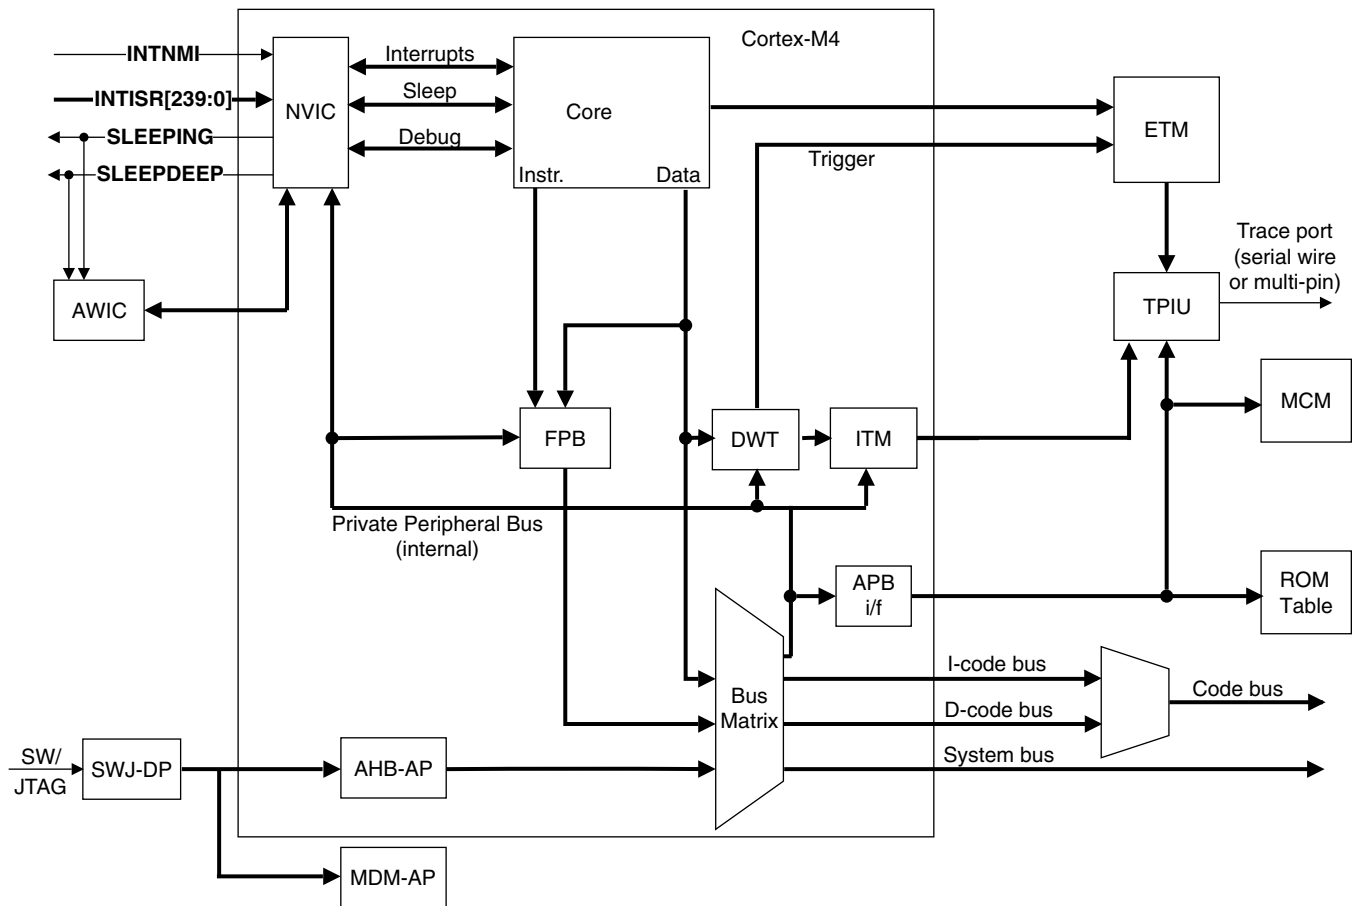 Cortex-M4
INTNMI
INTISR[239:0]
SLEEPING
SLEEPDEEP
NVIC
Interrupts
Sleep
Debug
Core
Instr.
Data
ETM
Trigger
Trace port
(serial wire
or multi-pin)
AWIC
TPIU
MCM
FPB
DWT
ITM
Private Peripheral Bus
(internal)
APB
i/f
ROM
Table
Bus
Matrix
I-code bus
D-code bus
System bus
Code bus
SW/
JTAG
SWJ-DP
AHB-AP
MDM-AP